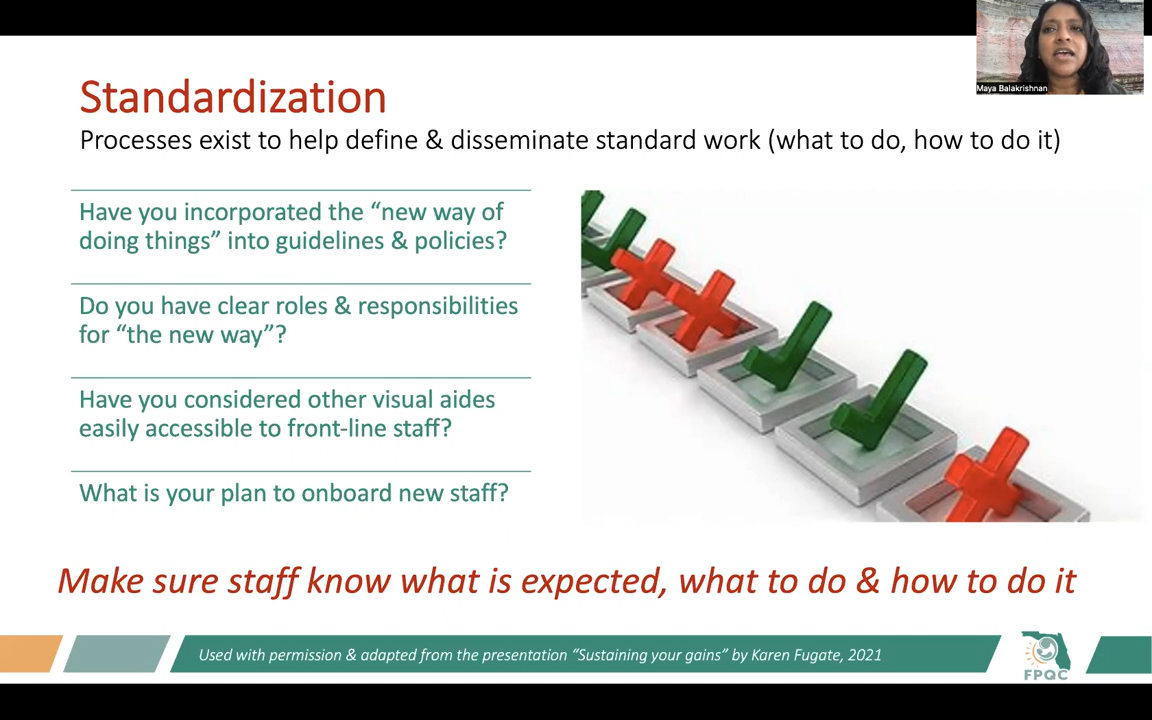 Maya Balakrishnan
Standardization
Processes exist to help define & disseminate standard work (what to do, how to do it)
Have you incorporated the “new way of
doing things” into guidelines & policies?
Do you have clear roles & responsibilities
for “the new way”?
Have you considered other visual aides
easily accessible to front-line staff?
What is your plan to onboard new staff?
Make sure staff know what is expected, what to do & how to do it
Used with permission & adapted from the presentation “Sustaining your gains” by Karen Fugate, 2021
FPQC